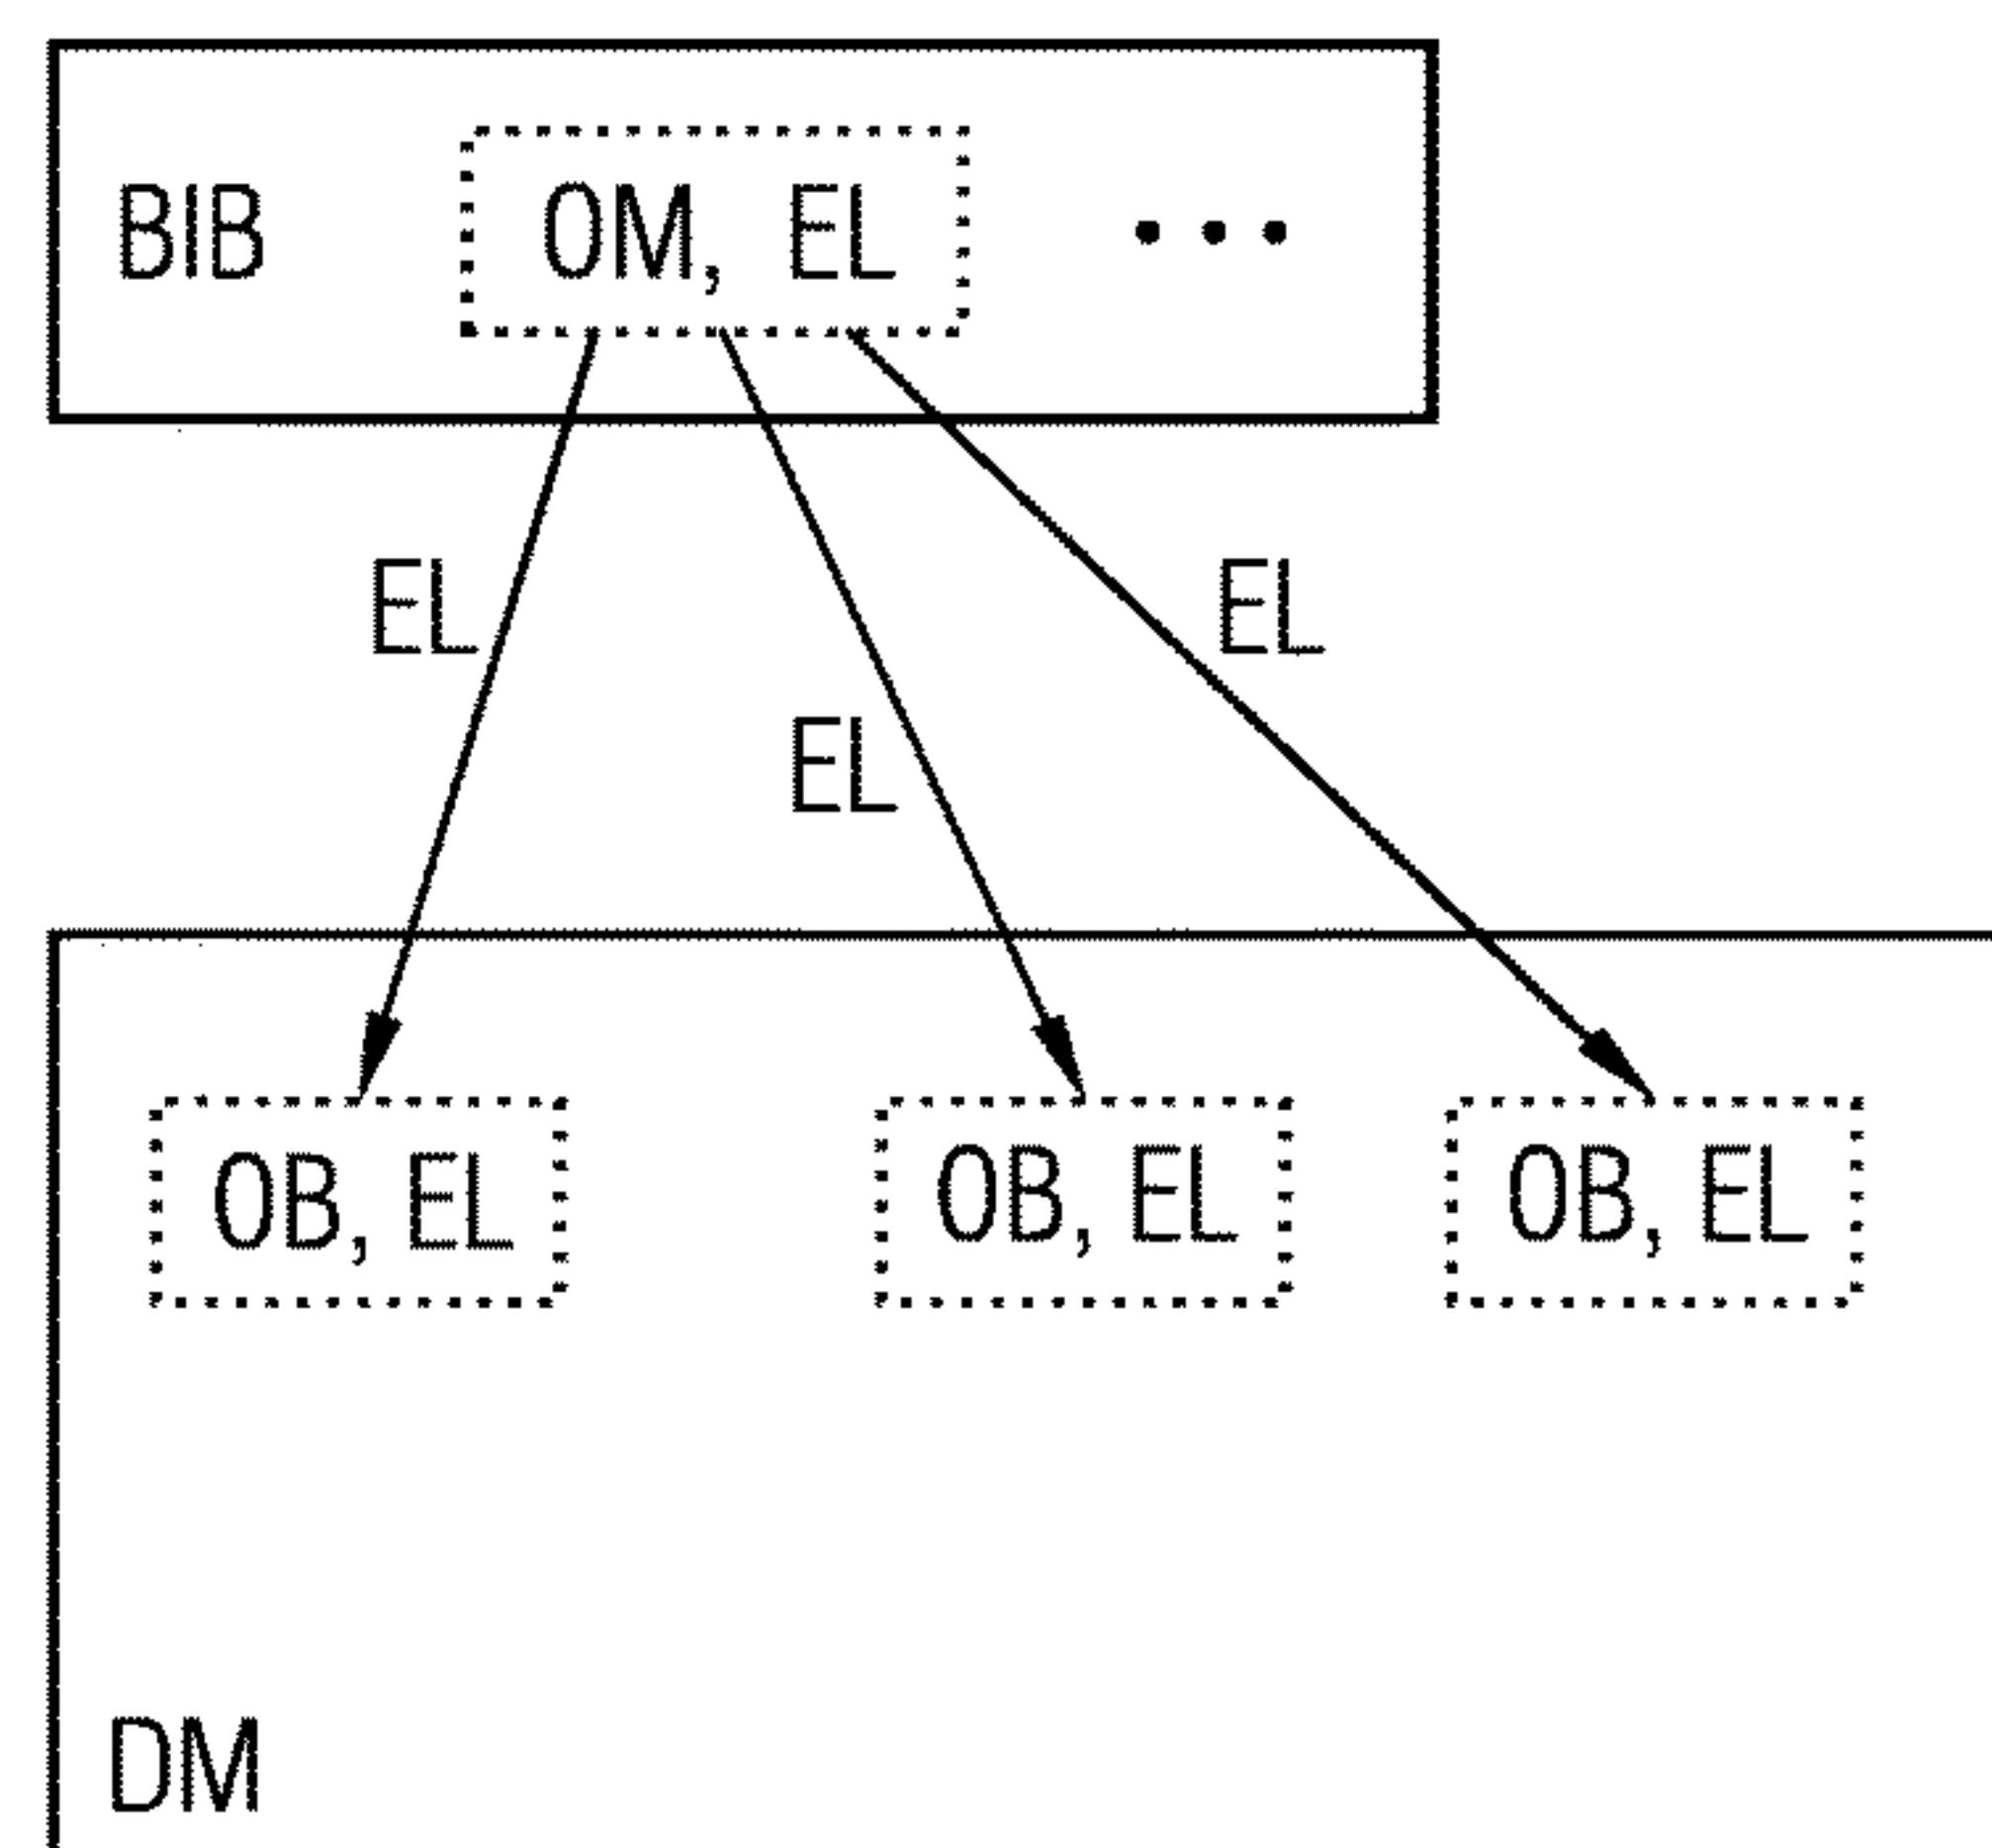 BIB OM, EL •••
EL EL
EL
OB, EL OB, EL OB, EL
DM